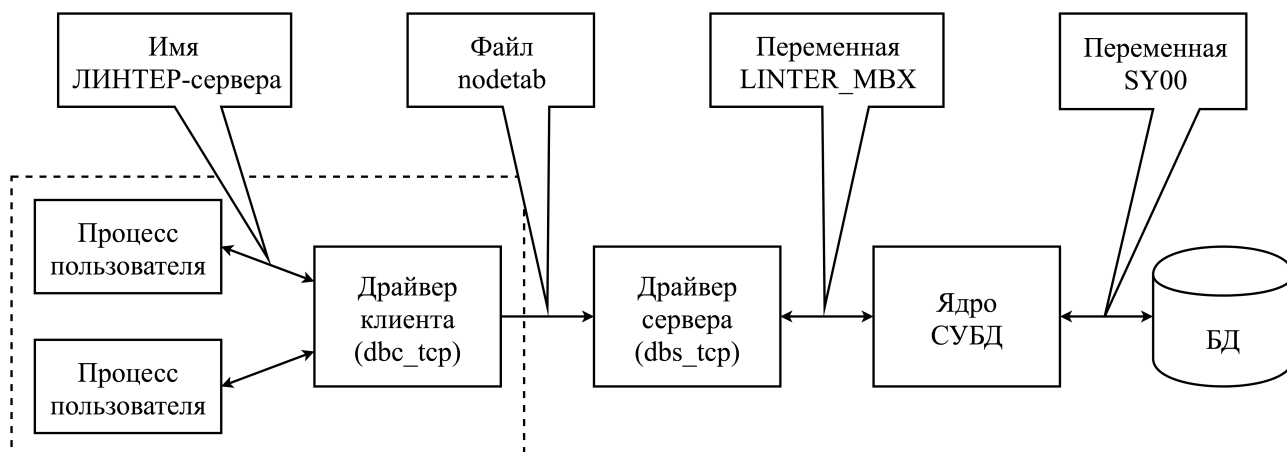 Имя
ЛИНТЕР-сервера
Файл
nodetab
Переменная
LINTER_MBX
Переменная
SY00
Процесс
пользователя
Процесс
пользователя
Драйвер
клиента
(dbc_tcp)
Драйвер
сервера
(dbs_tcp)
Ядро
СУБД
БД